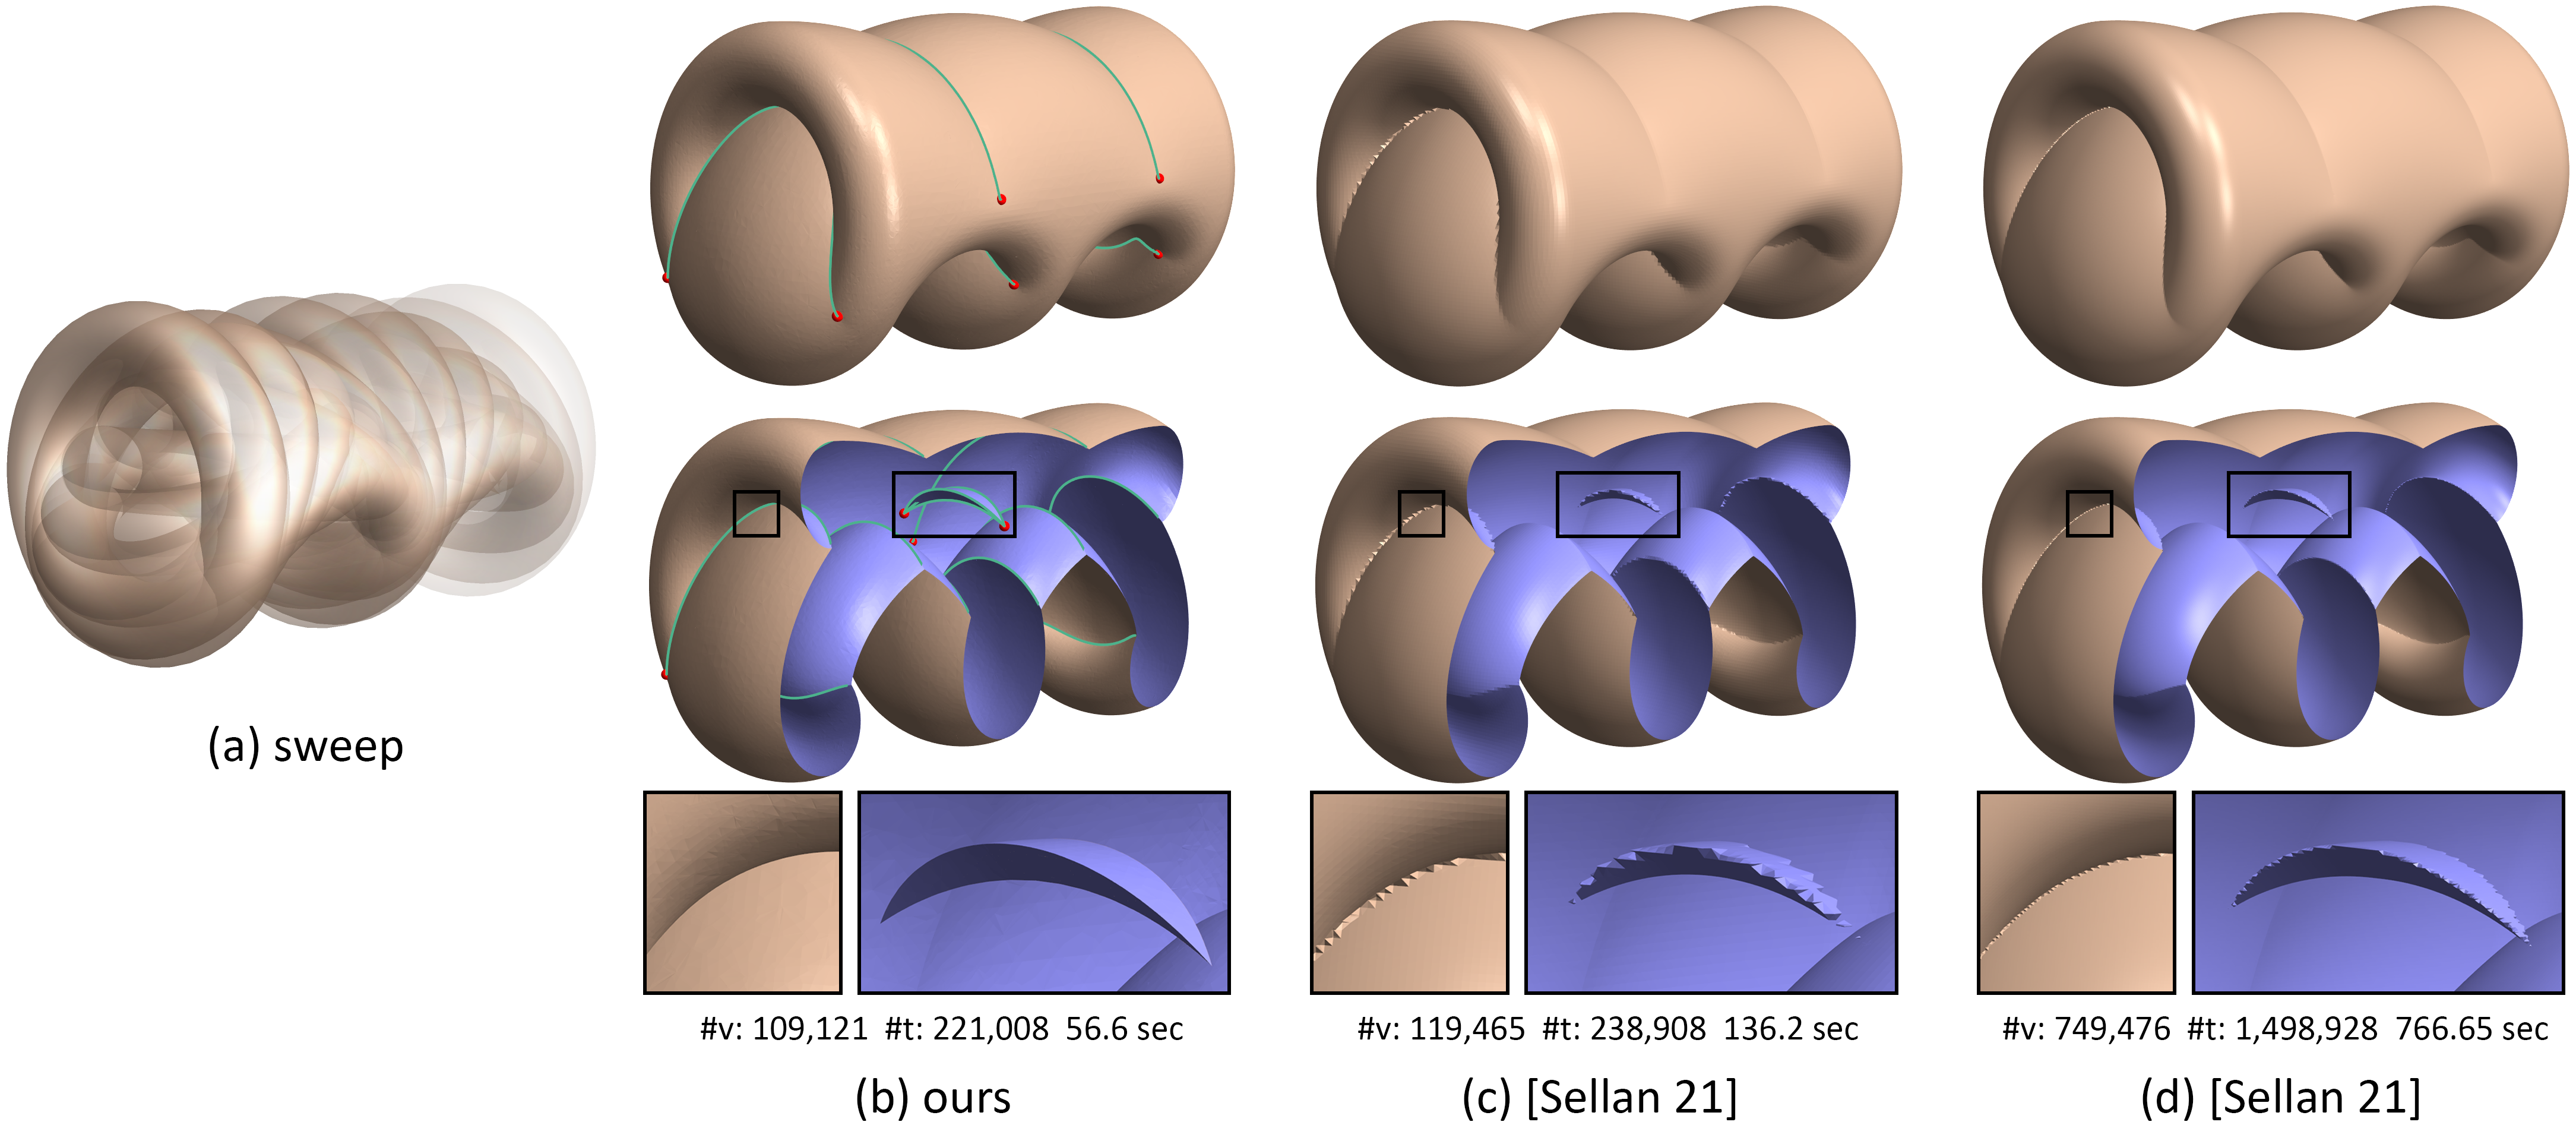 (a) sweep
#v: 109,121 #t: 221,008 56.6 sec
(b) ours
#v: 119,465 #t: 238,908 136.2 sec
(c) [Sellan 21]
#v: 749,476 #t: 1,498,928 766.65 sec
(d) [Sellan 21]